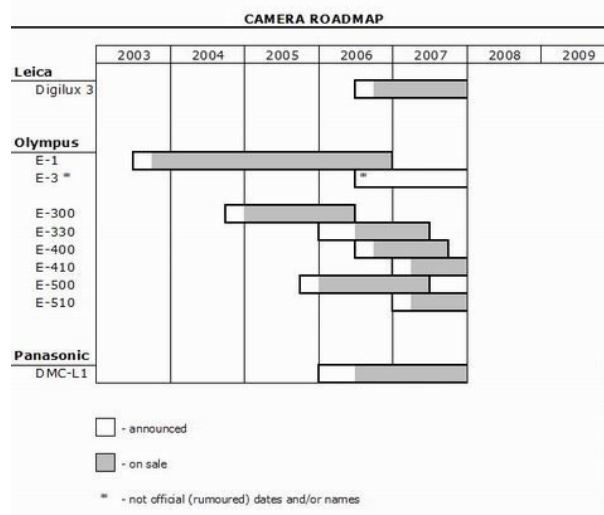 CAMERA ROADMAP
2003 2004 2005 2006 2007 2008 2009
Leica
Digilux 3
Olympus
E-1
E-3 * *
E-300
E-330
E-400
E-410
E-500
E-510
Panasonic
DMC-L1
- announced
- on sale
* - not official (rumoured) dates and/or names